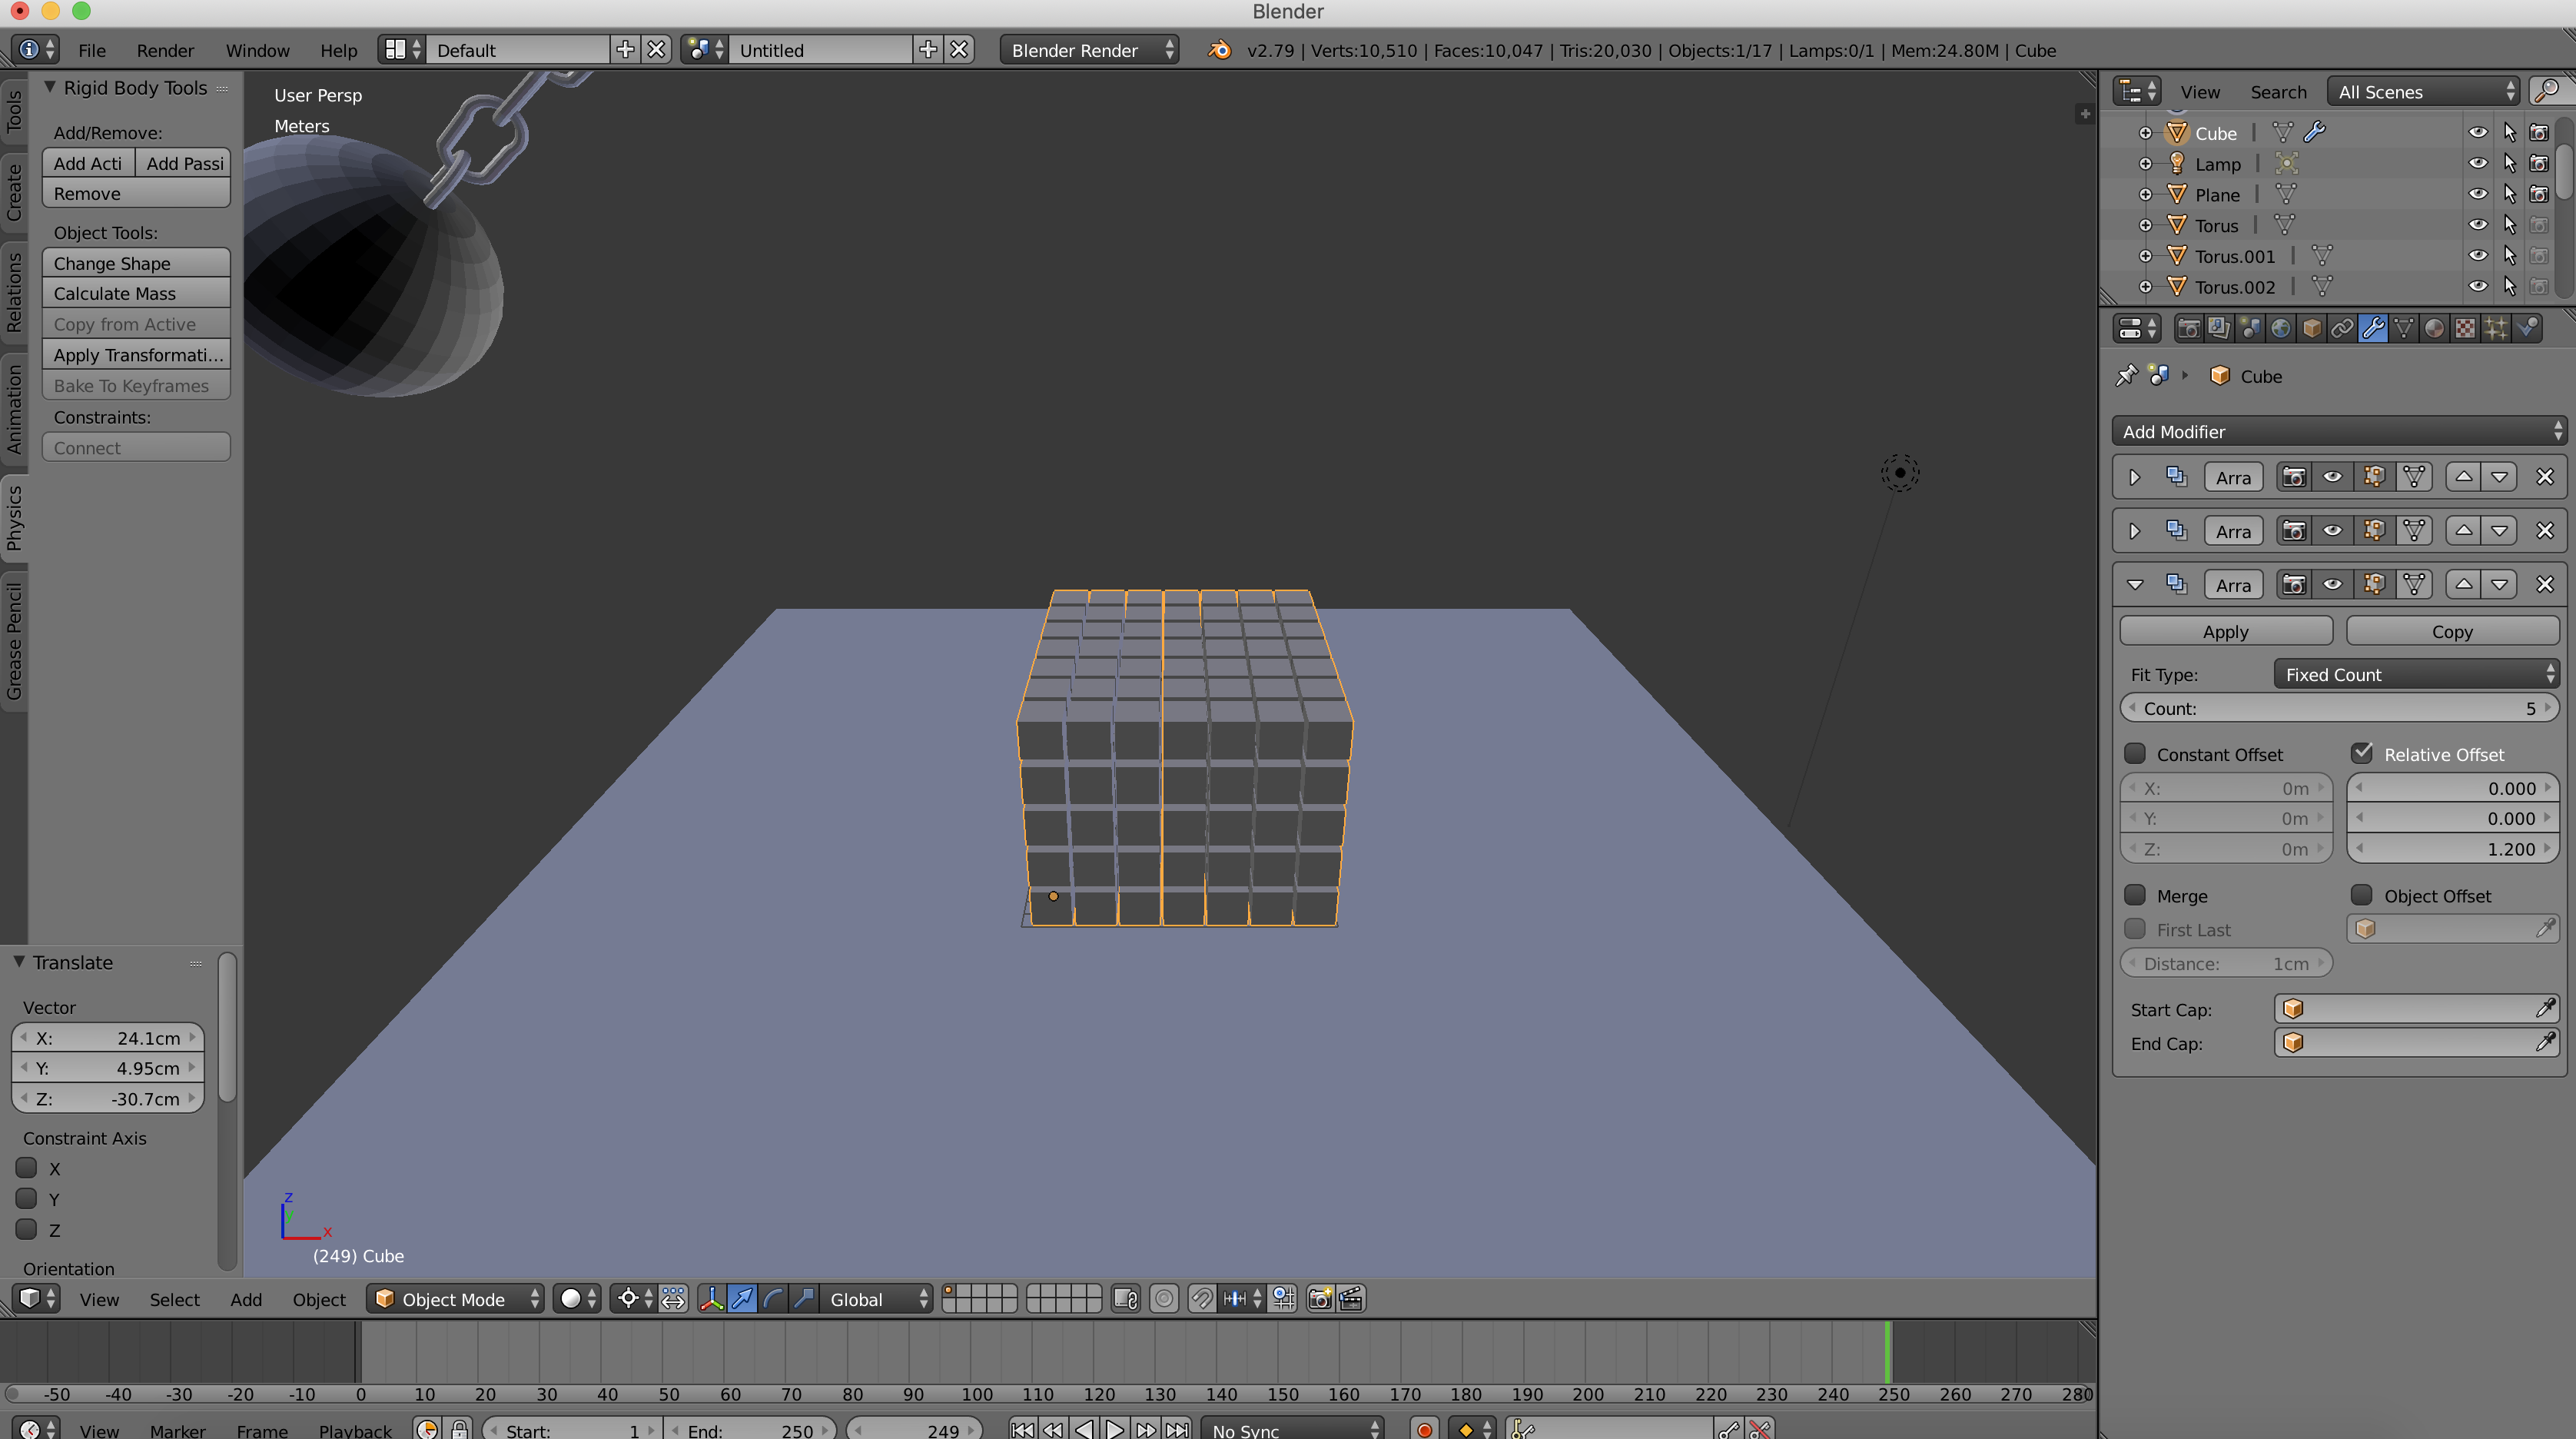 Blender
File Render Window Help Default Untitled Blender Render v2.79 | Verts:10,510 | Faces:10,047 | Tris:20,030 | Objects:1/17 | Lamps:0/1 | Mem:24.80M | Cube
Tools
Create
Relations
Animation
Physics
Grease Pencil
Rigid Body Tools
Add/Remove:
Add Acti Add Passi
Remove
Object Tools:
Change Shape
Calculate Mass
Copy from Active
Apply Transformati...
Bake To Keyframes
Constraints:
Connect
Translate
Vector
X: 24.1cm
Y: 4.95cm
Z: -30.7cm
Constraint Axis
X
Y
Z
Orientation
User Persp
Meters
z
y
x
(249) Cube
View Select Add Object Object Mode Global
-50 -40 -30 -20 -10 0 10 20 30 40 50 60 70 80 90 100 110 120 130 140 150 160 170 180 190 200 210 220 230 240 250 260 270 280
View Marker Frame Playback Start: 1 End: 250 249 No Sync
View Search All Scenes
Cube
Lamp
Plane
Torus
Torus.001
Torus.002
Cube
Add Modifier
Arra
Arra
Arra
Apply Copy
Fit Type: Fixed Count
Count: 5
Constant Offset Relative Offset
X: 0m 0.000
Y: 0m 0.000
Z: 0m 1.200
Merge Object Offset
First Last
Distance: 1cm
Start Cap:
End Cap: